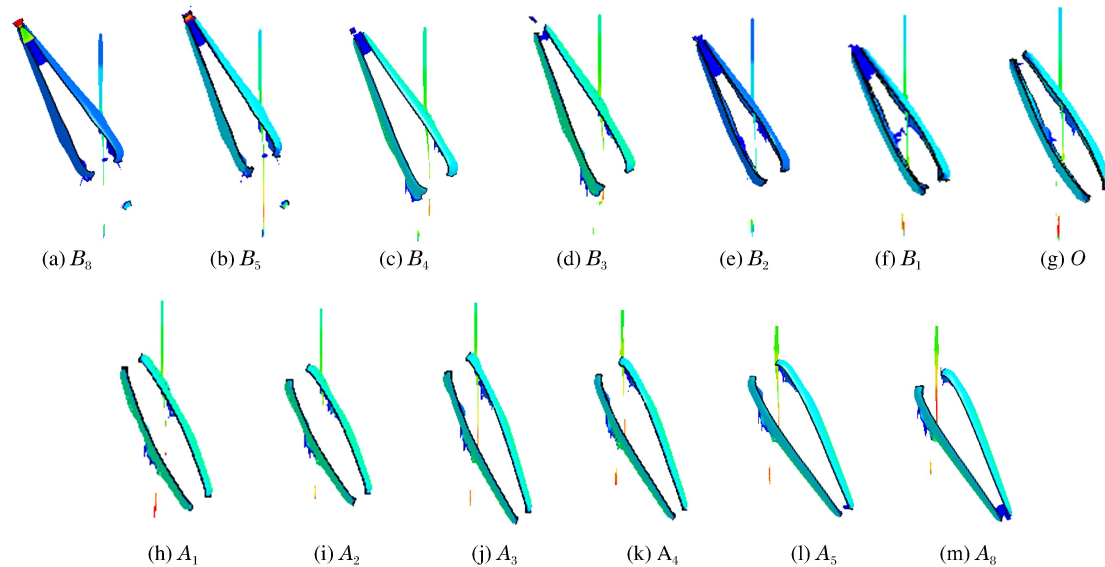 (a) B₈ (b) B₅ (c) B₄ (d) B₃ (e) B₂ (f) B₁ (g) O
(h) A₁ (i) A₂ (j) A₃ (k) A₄ (l) A₅ (m) A₈